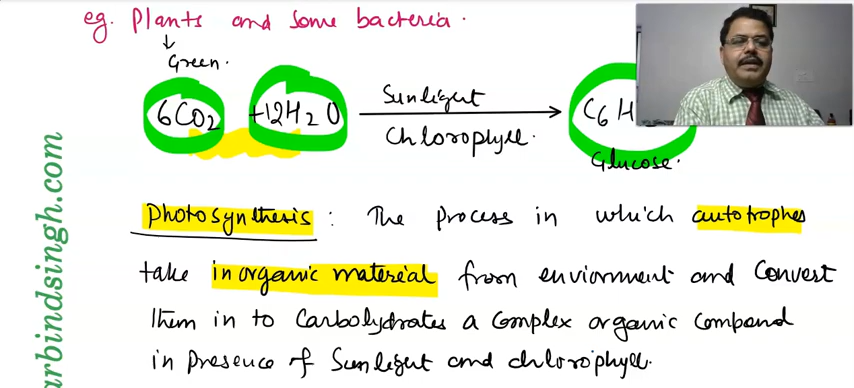 eg. Plants and some bacteria.
↓
Green.
6CO2 +12H2O Sunlight C6H
Chlorophyll.
Glucose.
Photosynthesis : The process in which autotrophes
take inorganic material from enviorment and Convert
them in to Carbohydrates a Complex organic Compound
in presence of Sunlight and chlorophyll.
arbindsingh.com